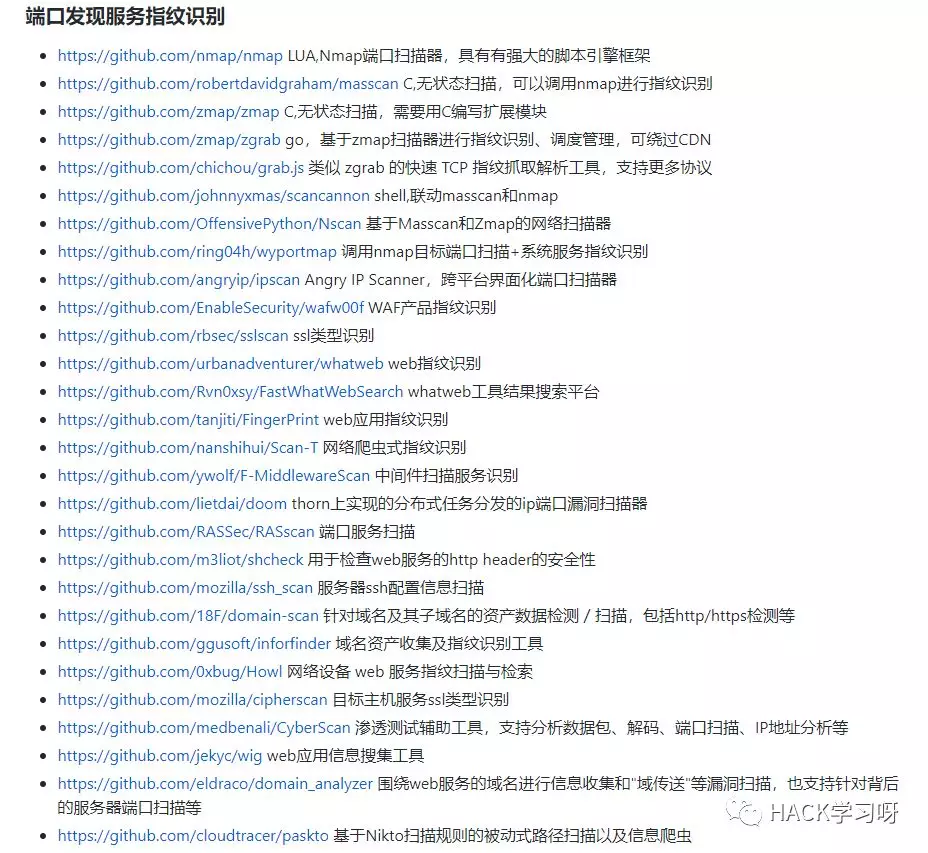 端口发现服务指纹识别
https://github.com/nmap/nmap LUA,Nmap端口扫描器，具有有强大的脚本引擎框架
https://github.com/robertdavidgraham/masscan C,无状态扫描，可以调用nmap进行指纹识别
https://github.com/zmap/zmap C,无状态扫描，需要用C编写扩展模块
https://github.com/zmap/zgrab go，基于zmap扫描器进行指纹识别、调度管理，可绕过CDN
https://github.com/chichou/grab.js 类似 zgrab 的快速 TCP 指纹抓取解析工具，支持更多协议
https://github.com/johnnyxmas/scancannon shell,联动masscan和nmap
https://github.com/OffensivePython/Nscan 基于Masscan和Zmap的网络扫描器
https://github.com/ring04h/wyportmap 调用nmap目标端口扫描+系统服务指纹识别
https://github.com/angryip/ipscan Angry IP Scanner，跨平台界面化端口扫描器
https://github.com/EnableSecurity/wafw00f WAF产品指纹识别
https://github.com/rbsec/sslscan ssl类型识别
https://github.com/urbanadventurer/whatweb web指纹识别
https://github.com/Rvn0xsy/FastWhatWebSearch whatweb工具结果搜索平台
https://github.com/tanjiti/FingerPrint web应用指纹识别
https://github.com/nanshihui/Scan-T 网络爬虫式指纹识别
https://github.com/ywolf/F-MiddlewareScan 中间件扫描服务识别
https://github.com/lietdai/doom thorn上实现的分布式任务分发的ip端口漏洞扫描器
https://github.com/RASSec/RASscan 端口服务扫描
https://github.com/m3liot/shcheck 用于检查web服务的http header的安全性
https://github.com/mozilla/ssh_scan 服务器ssh配置信息扫描
https://github.com/18F/domain-scan 针对域名及其子域名的资产数据检测／扫描，包括http/https检测等
https://github.com/ggusoft/inforfinder 域名资产收集及指纹识别工具
https://github.com/0xbug/Howl 网络设备 web 服务指纹扫描与检索
https://github.com/mozilla/cipherscan 目标主机服务ssl类型识别
https://github.com/medbenali/CyberScan 渗透测试辅助工具，支持分析数据包、解码、端口扫描、IP地址分析等
https://github.com/jekyc/wig web应用信息搜集工具
https://github.com/eldraco/domain_analyzer 围绕web服务的域名进行信息收集和"域传送"等漏洞扫描，也支持针对背后
的服务器端口扫描等
https://github.com/cloudtracer/paskto 基于Nikto扫描规则的被动式路径扫描以及信息爬虫
HACK学习呀